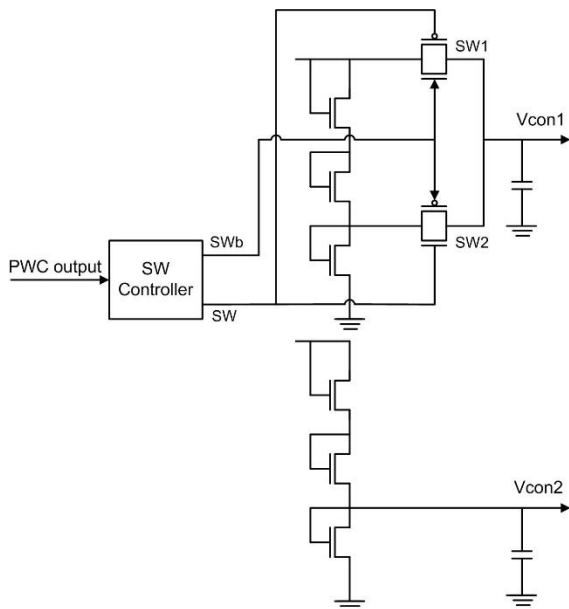 SW1
Vcon1
SWb
SW2
PWC output
SW
Controller
SW
Vcon2